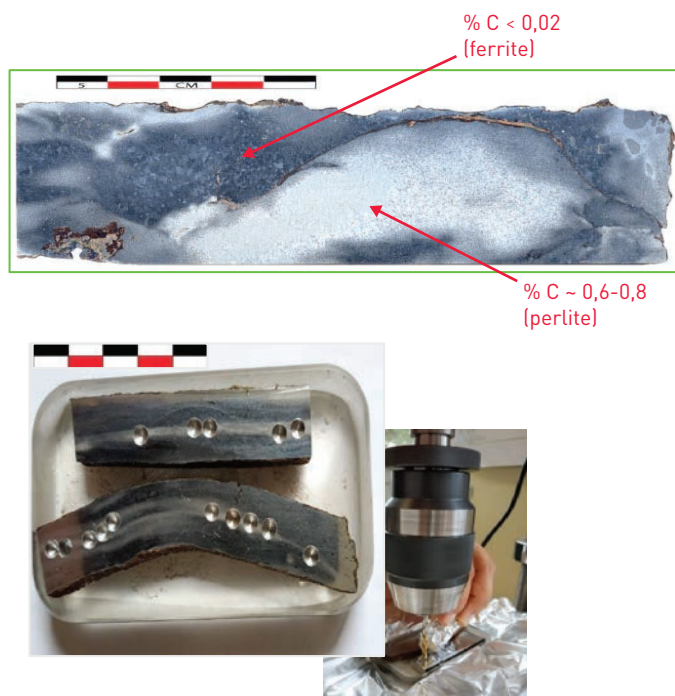 % C < 0,02
(ferrite)
5 CM
% C ~ 0,6-0,8
(perlite)